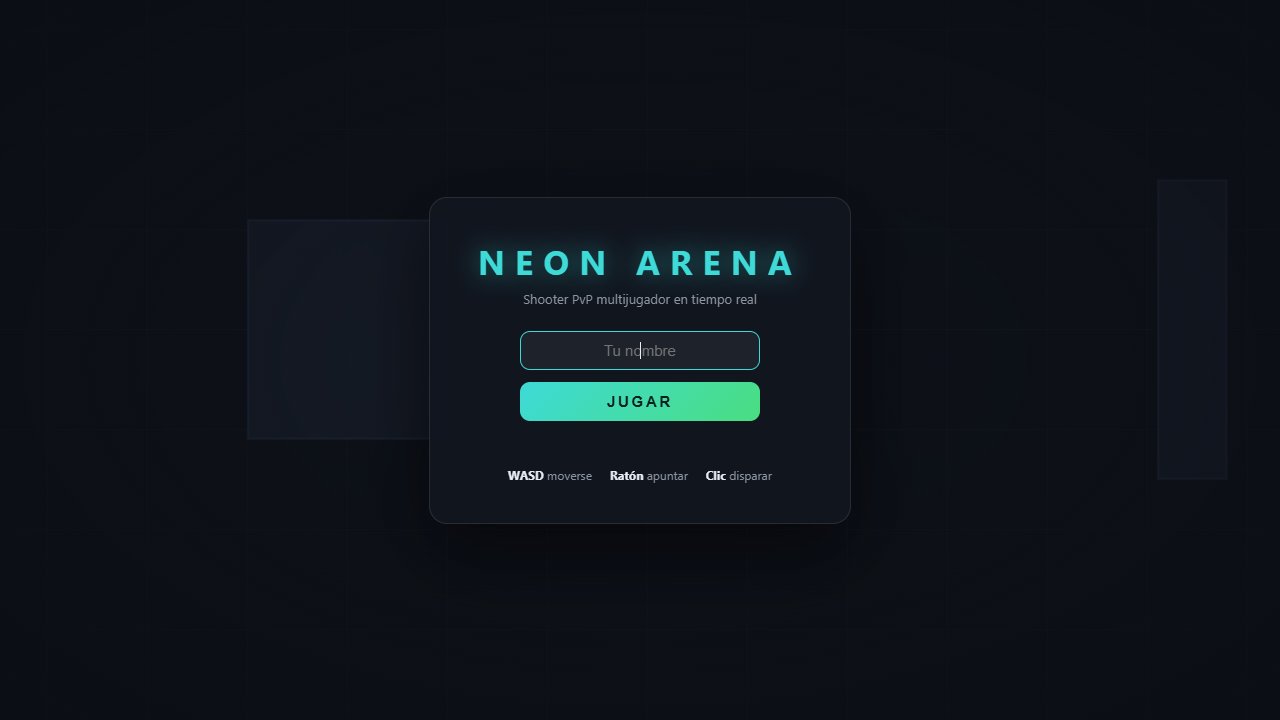 NEON ARENA
Shooter PvP multijugador en tiempo real
Tu nombre
JUGAR
WASD moverse Ratón apuntar Clic disparar